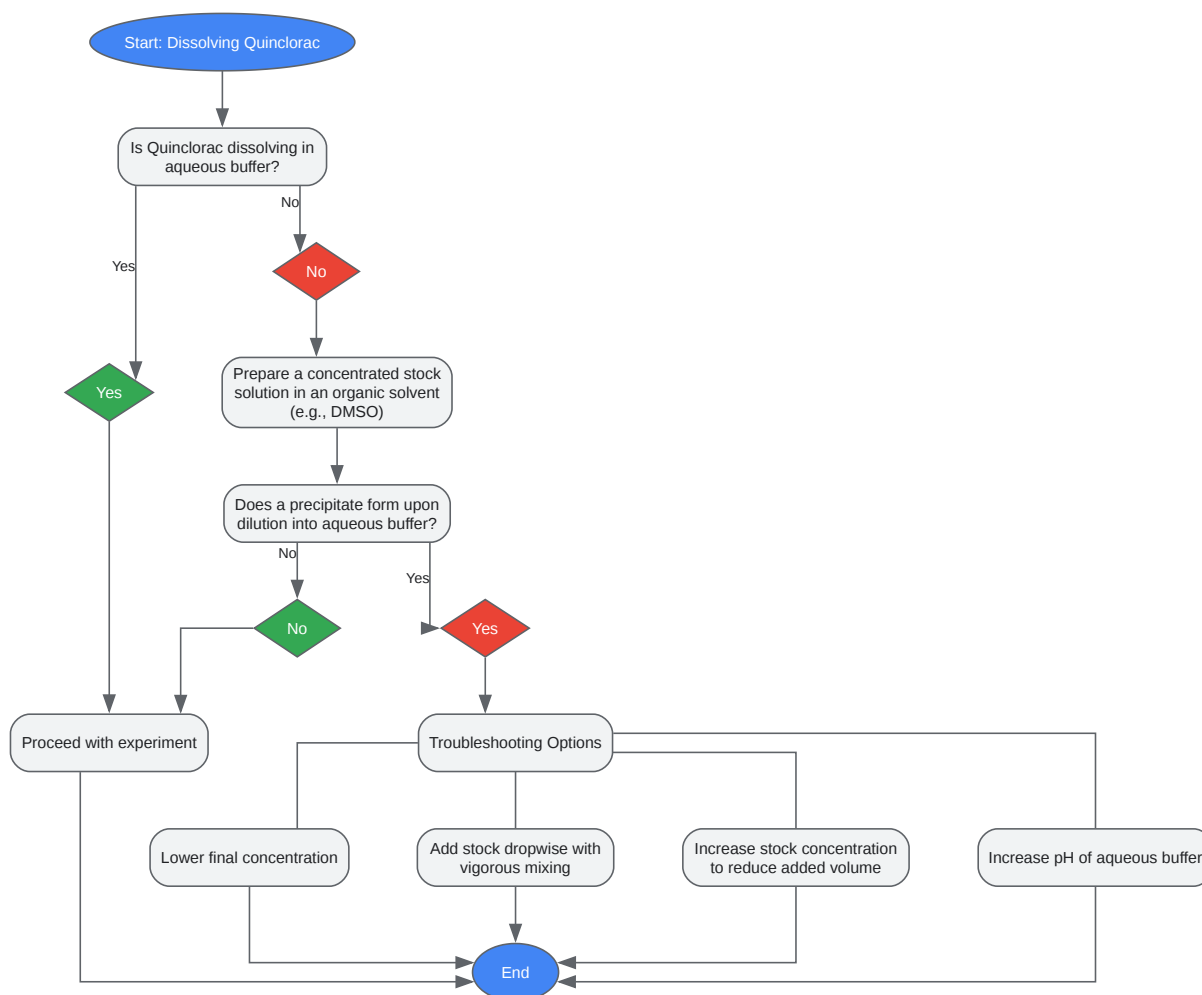 Start: Dissolving Quinclorac
Is Quinclorac dissolving in
aqueous buffer?
No
Yes
No
Yes
Prepare a concentrated stock
solution in an organic solvent
(e.g., DMSO)
Does a precipitate form upon
dilution into aqueous buffer?
No
Yes
No
Yes
Proceed with experiment
Troubleshooting Options
Lower final concentration
Add stock dropwise with
vigorous mixing
Increase stock concentration
to reduce added volume
Increase pH of aqueous buffer
End